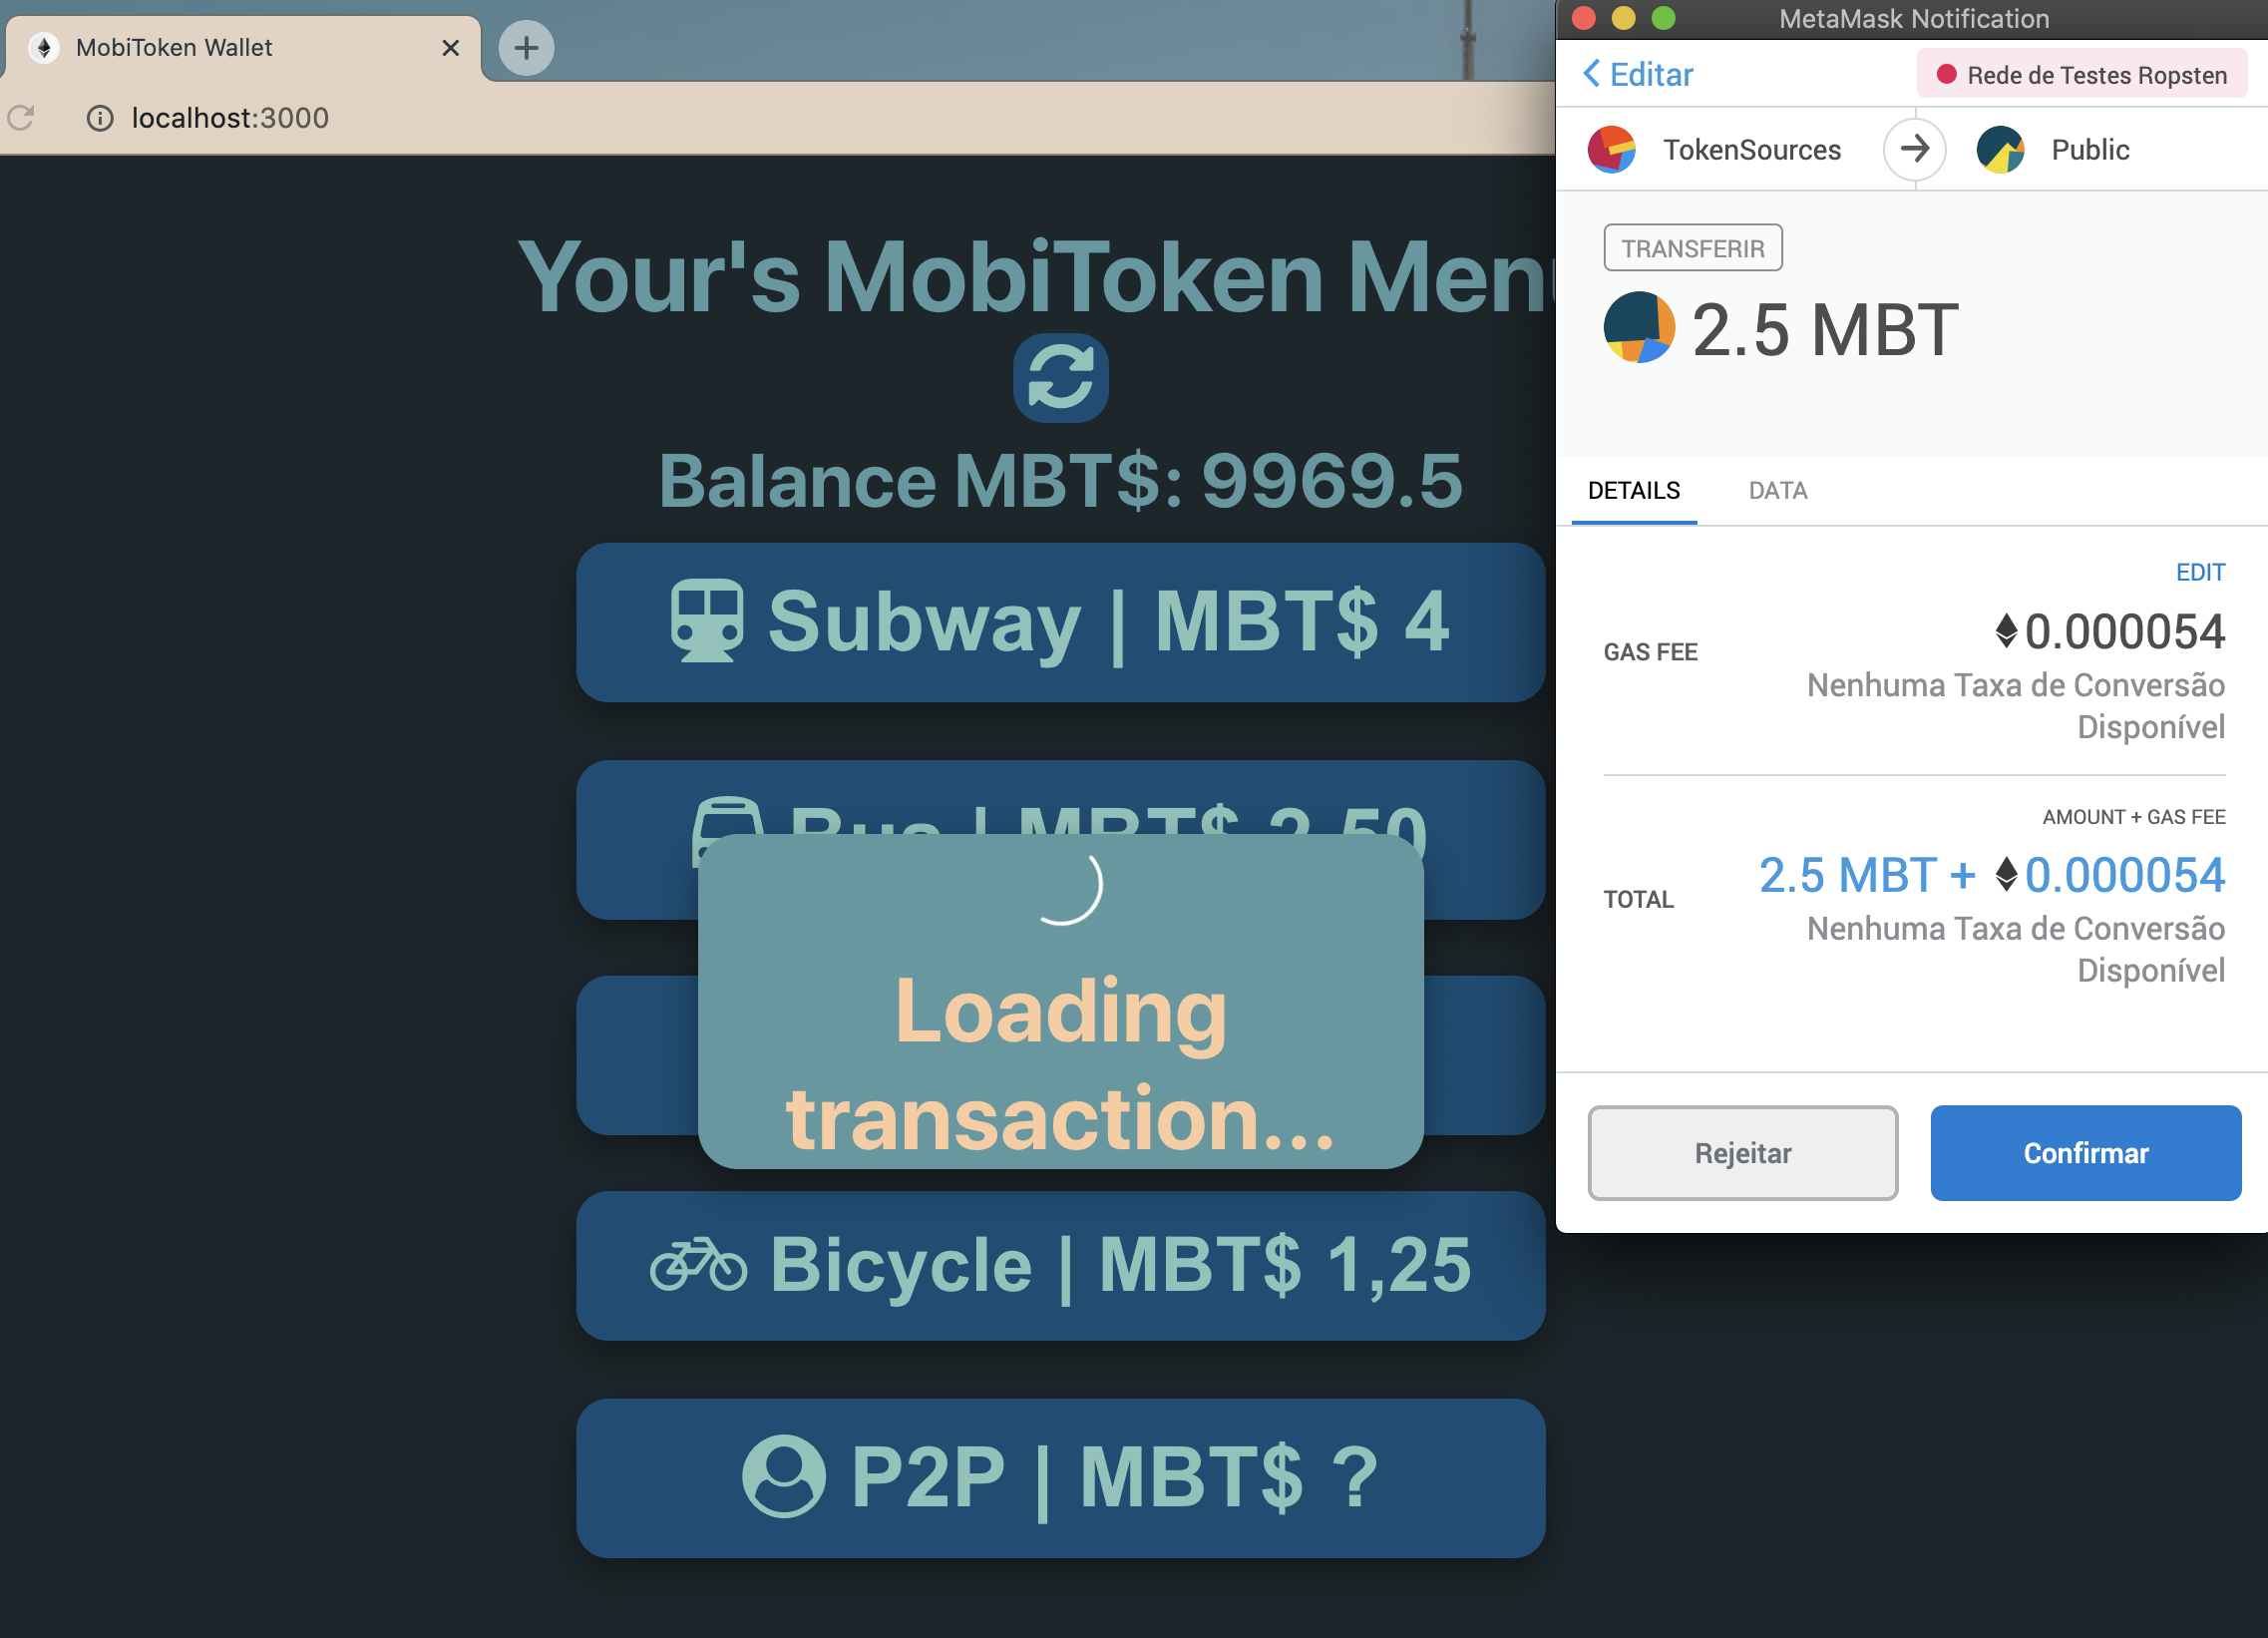 MobiToken Wallet
localhost:3000
Your's MobiToken Men
Balance MBT$: 9969.5
Subway | MBT$ 4
Bus | MBT$ 2,50
Loading
transaction...
Bicycle | MBT$ 1,25
P2P | MBT$ ?
MetaMask Notification
Editar
Rede de Testes Ropsten
TokenSources
Public
TRANSFERIR
2.5 MBT
DETAILS
DATA
EDIT
GAS FEE
0.000054
Nenhuma Taxa de Conversão
Disponível
AMOUNT + GAS FEE
TOTAL
2.5 MBT + 0.000054
Nenhuma Taxa de Conversão
Disponível
Rejeitar
Confirmar